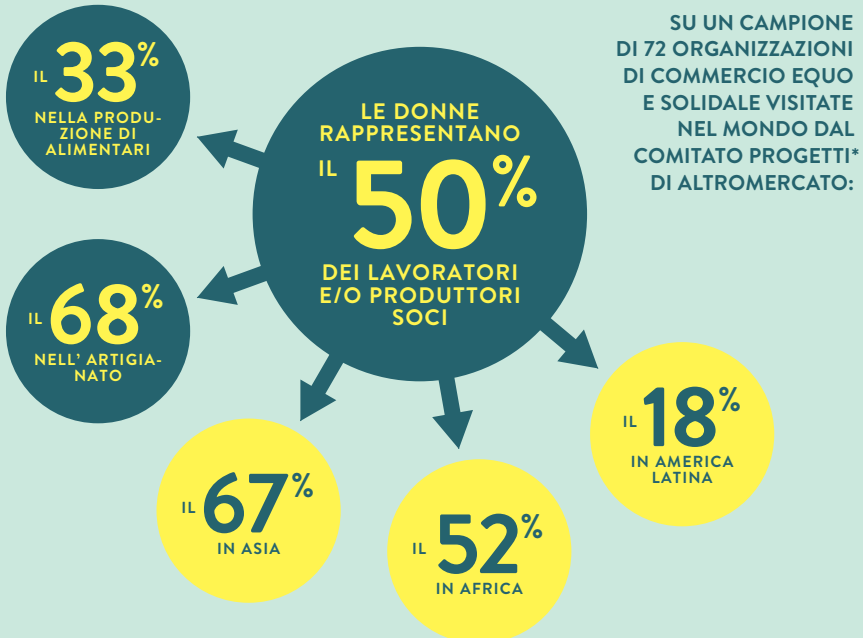 SU UN CAMPIONE
DI 72 ORGANIZZAZIONI
DI COMMERCIO EQUO
E SOLIDALE VISITATE
NEL MONDO DAL
COMITATO PROGETTI*
DI ALTROMERCATO:
LE DONNE
RAPPRESENTANO
IL 50%
DEI LAVORATORI
E/O PRODUTTORI
SOCI
IL 33%
NELLA PRODU-
ZIONE DI
ALIMENTARI
IL 68%
NELL' ARTIGIA-
NATO
IL 67%
IN ASIA
IL 52%
IN AFRICA
IL 18%
IN AMERICA
LATINA